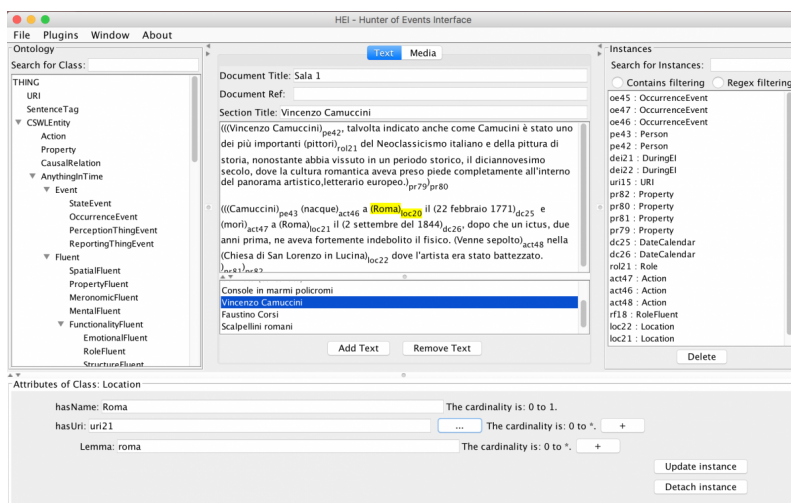 HEI - Hunter of Events Interface
File Plugins Window About
Ontology
Search for Class:
THING
URI
SentenceTag
CSWLEntity
Action
Property
CausalRelation
AnythingInTime
Event
StateEvent
OccurrenceEvent
PerceptionThingEvent
ReportingThingEvent
Fluent
SpatialFluent
PropertyFluent
MeronomicFluent
MentalFluent
FunctionalityFluent
EmotionalFluent
RoleFluent
StructureFluent
Text Media
Document Title: Sala 1
Document Ref:
Section Title: Vincenzo Camuccini
(((Vincenzo Camuccini)pe42, talvolta indicato anche come Camucini è stato uno
dei più importanti (pittori)rol21 del Neoclassicismo italiano e della pittura di
storia, nonostante abbia vissuto in un periodo storico, il diciannovesimo
secolo, dove la cultura romantica aveva preso piede completamente all'interno
del panorama artistico,letterario europeo.)pr79)pr80
(((Camuccini)pe43 (nacque)act46 a (Roma)loc20 il (22 febbraio 1771)dc25 e
(mori)act47 a (Roma)loc21 il (2 settembre del 1844)dc26, dopo che un ictus, due
anni prima, ne aveva fortemente indebolito il fisico. (Venne sepolto)act48 nella
(Chiesa di San Lorenzo in Lucina)loc22 dove l'artista era stato battezzato.
)pr81)pr82
Console in marmi policromi
Vincenzo Camuccini
Faustino Corsi
Scalpellini romani
Add Text Remove Text
Instances
Search for Instances:
Contains filtering Regex filtering
oe45 : OccurrenceEvent
oe47 : OccurrenceEvent
oe46 : OccurrenceEvent
pe43 : Person
pe42 : Person
dei21 : DuringEI
dei22 : DuringEI
uri15 : URI
pr82 : Property
pr80 : Property
pr81 : Property
pr79 : Property
dc25 : DateCalendar
dc26 : DateCalendar
rol21 : Role
act47 : Action
act46 : Action
act48 : Action
rf18 : RoleFluent
loc22 : Location
loc21 : Location
Delete
Attributes of Class: Location
hasName: Roma The cardinality is: 0 to 1.
hasUri: uri21 ... The cardinality is: 0 to *. +
Lemma: roma The cardinality is: 0 to *. +
Update instance
Detach instance